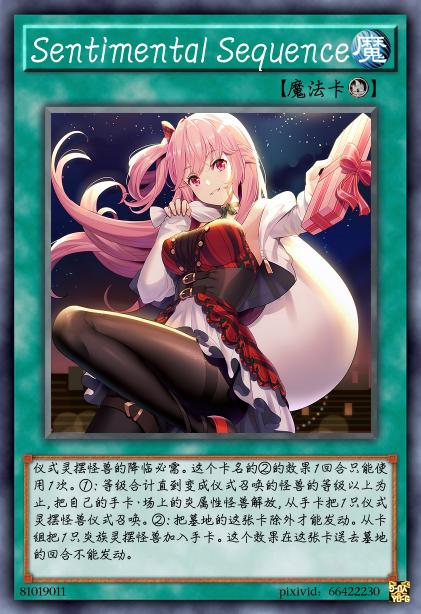 Sentimental Sequence 魔
【魔法卡】
仪式灵摆怪兽的降临必需。这个卡名的②的效果1回合只能使
用1次。①：等级合计直到变成仪式召唤的怪兽的等级以上为
止，把自己的手卡·场上的炎属性怪兽解放，从手卡把1只仪式
灵摆怪兽仪式召唤。②：把墓地的这张卡除外才能发动。从卡
组把1只炎族灵摆怪兽加入手卡。这个效果在这张卡送去墓地
的回合不能发动。
81019011 pixivid: 66422230